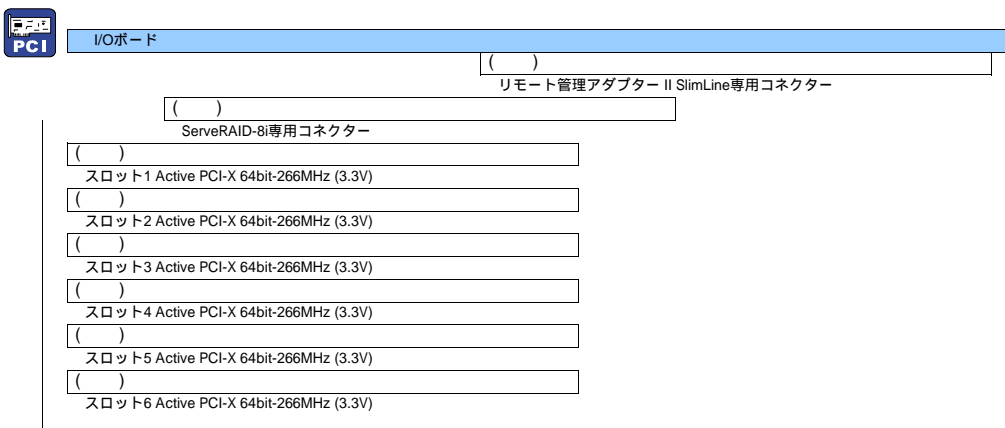 PCI
I/Oボード
(　　)
リモート管理アダプター II SlimLine専用コネクター
(　　)
ServeRAID-8i専用コネクター
(　　)
スロット1 Active PCI-X 64bit-266MHz (3.3V)
(　　)
スロット2 Active PCI-X 64bit-266MHz (3.3V)
(　　)
スロット3 Active PCI-X 64bit-266MHz (3.3V)
(　　)
スロット4 Active PCI-X 64bit-266MHz (3.3V)
(　　)
スロット5 Active PCI-X 64bit-266MHz (3.3V)
(　　)
スロット6 Active PCI-X 64bit-266MHz (3.3V)